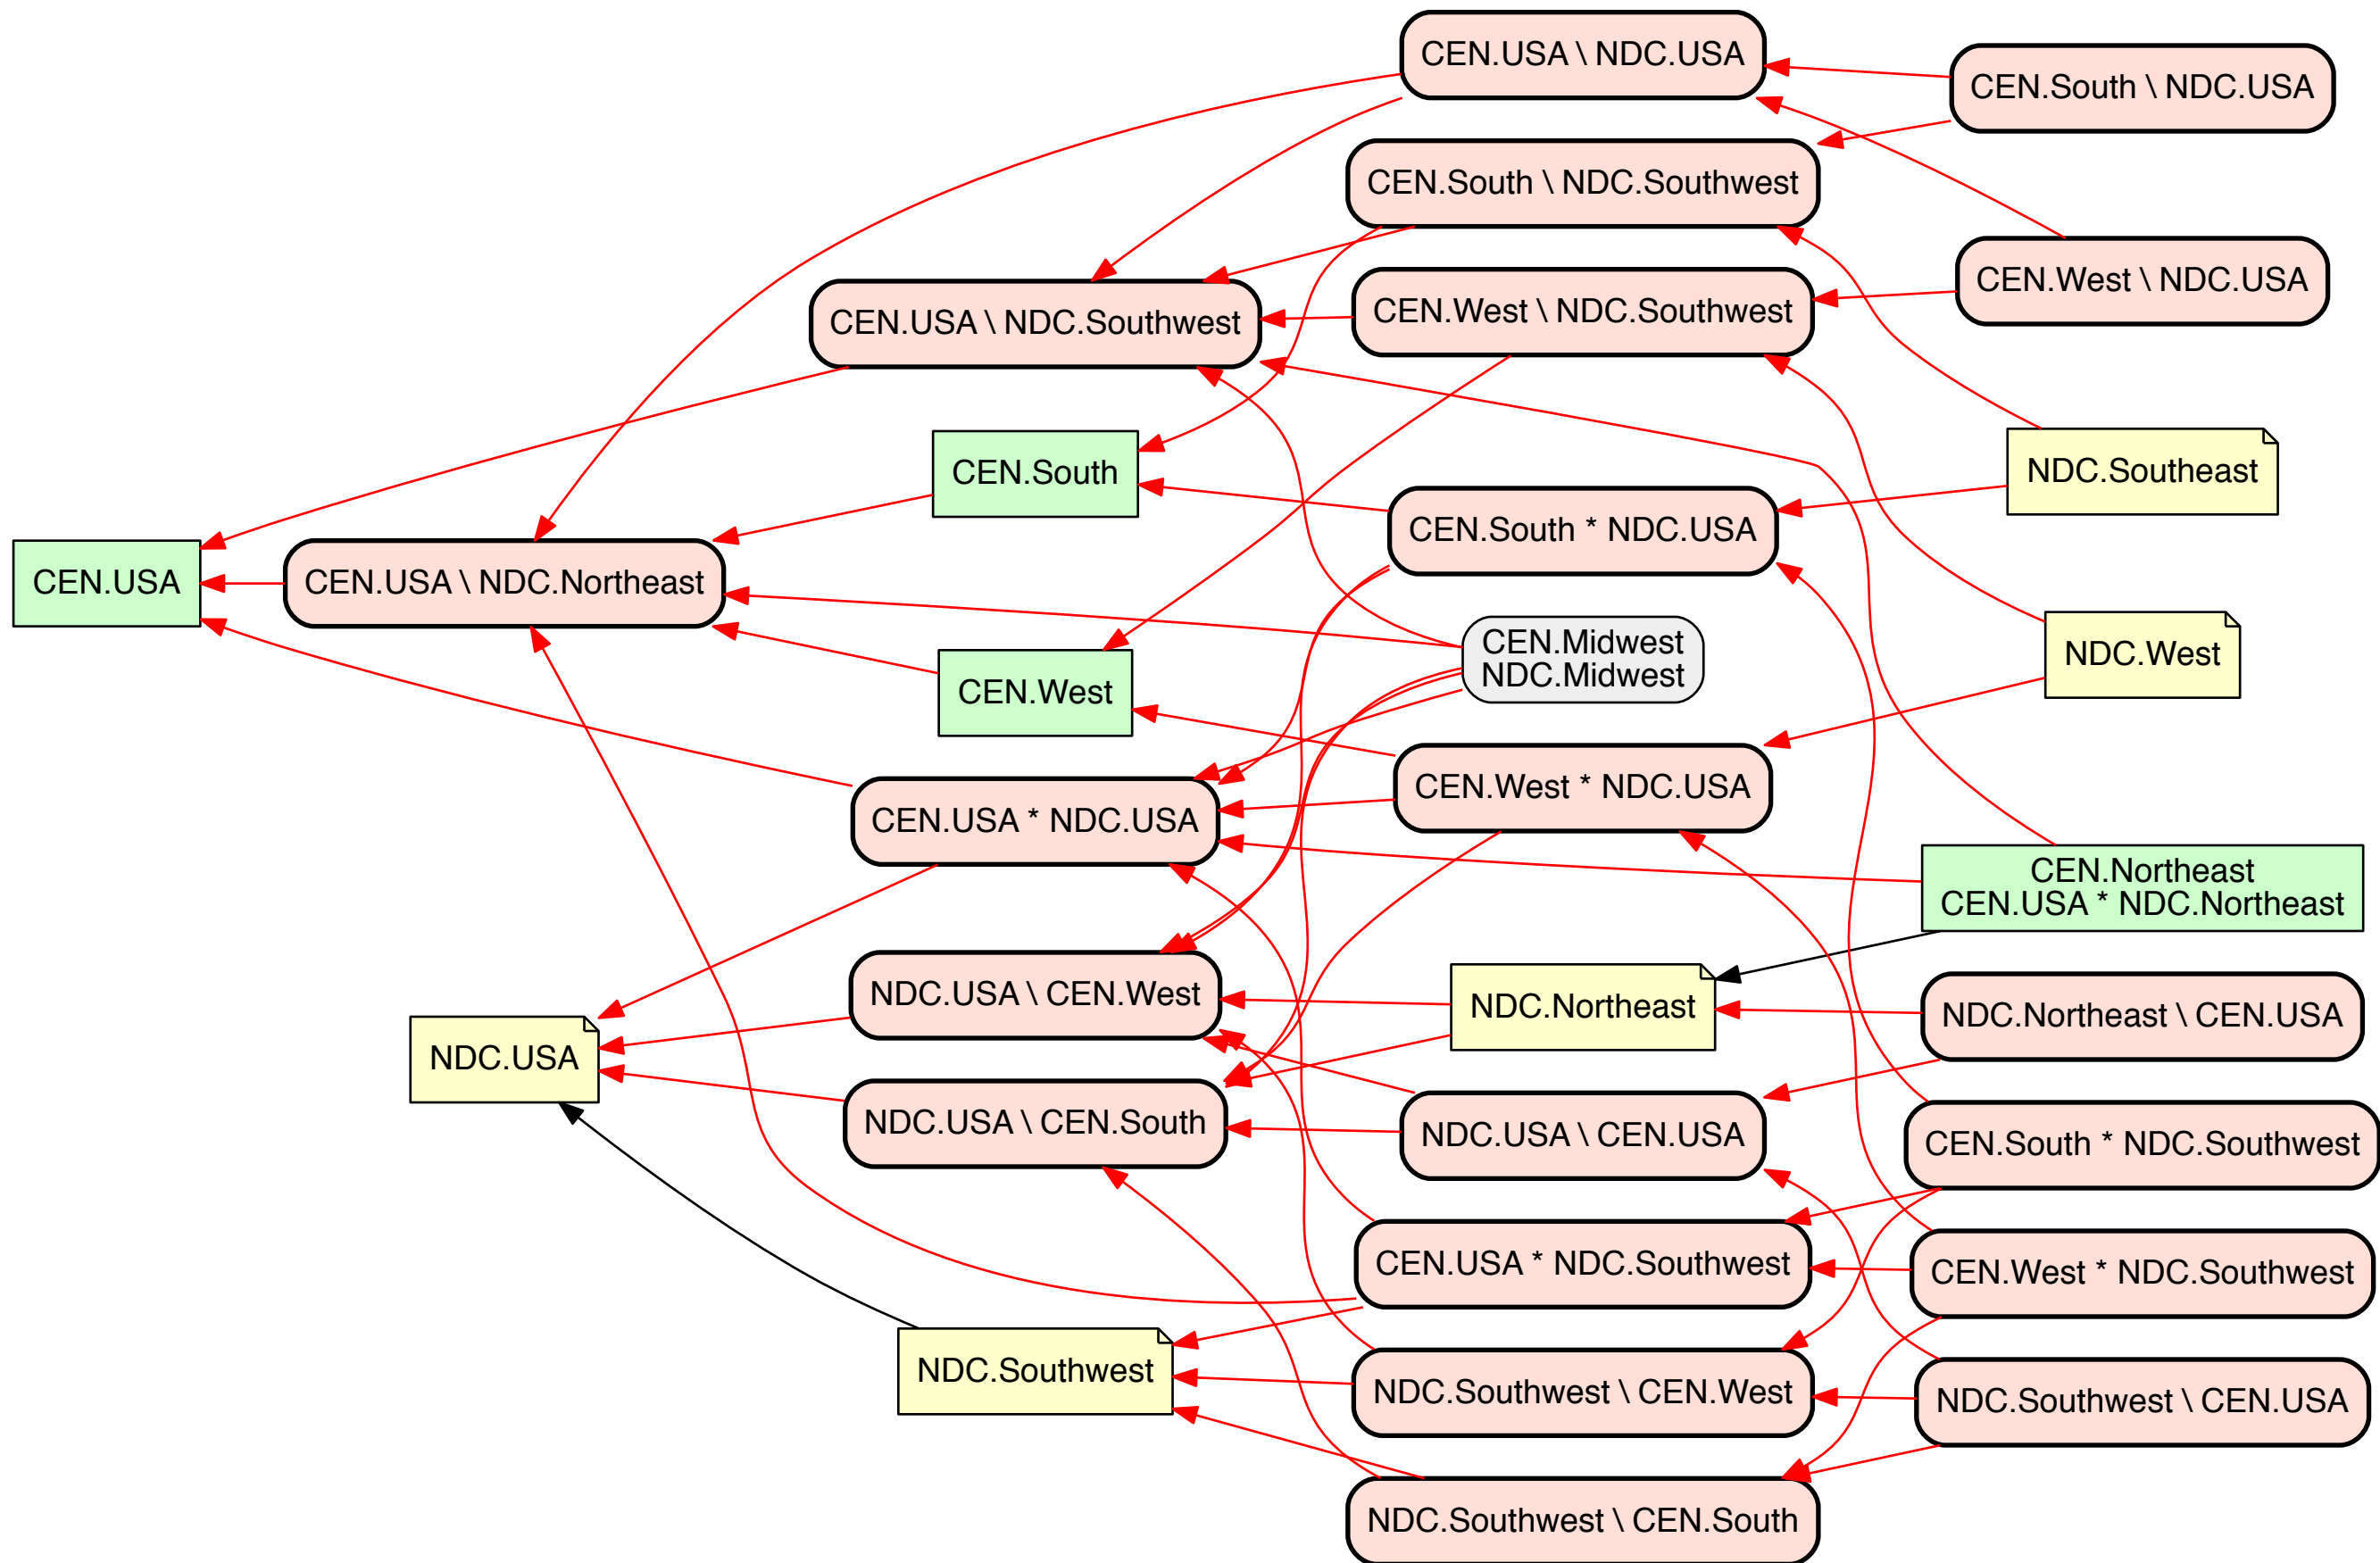 CEN.USA \ NDC.USA
CEN.South \ NDC.USA
CEN.South \ NDC.Southwest
CEN.West \ NDC.USA
CEN.USA \ NDC.Southwest
CEN.West \ NDC.Southwest
CEN.South
NDC.Southeast
CEN.South * NDC.USA
CEN.USA
CEN.USA \ NDC.Northeast
CEN.Midwest
NDC.Midwest
NDC.West
CEN.West
CEN.West * NDC.USA
CEN.USA * NDC.USA
CEN.Northeast
CEN.USA * NDC.Northeast
NDC.USA \ CEN.West
NDC.Northeast
NDC.Northeast \ CEN.USA
NDC.USA
NDC.USA \ CEN.South
NDC.USA \ CEN.USA
CEN.South * NDC.Southwest
CEN.USA * NDC.Southwest
CEN.West * NDC.Southwest
NDC.Southwest
NDC.Southwest \ CEN.West
NDC.Southwest \ CEN.USA
NDC.Southwest \ CEN.South